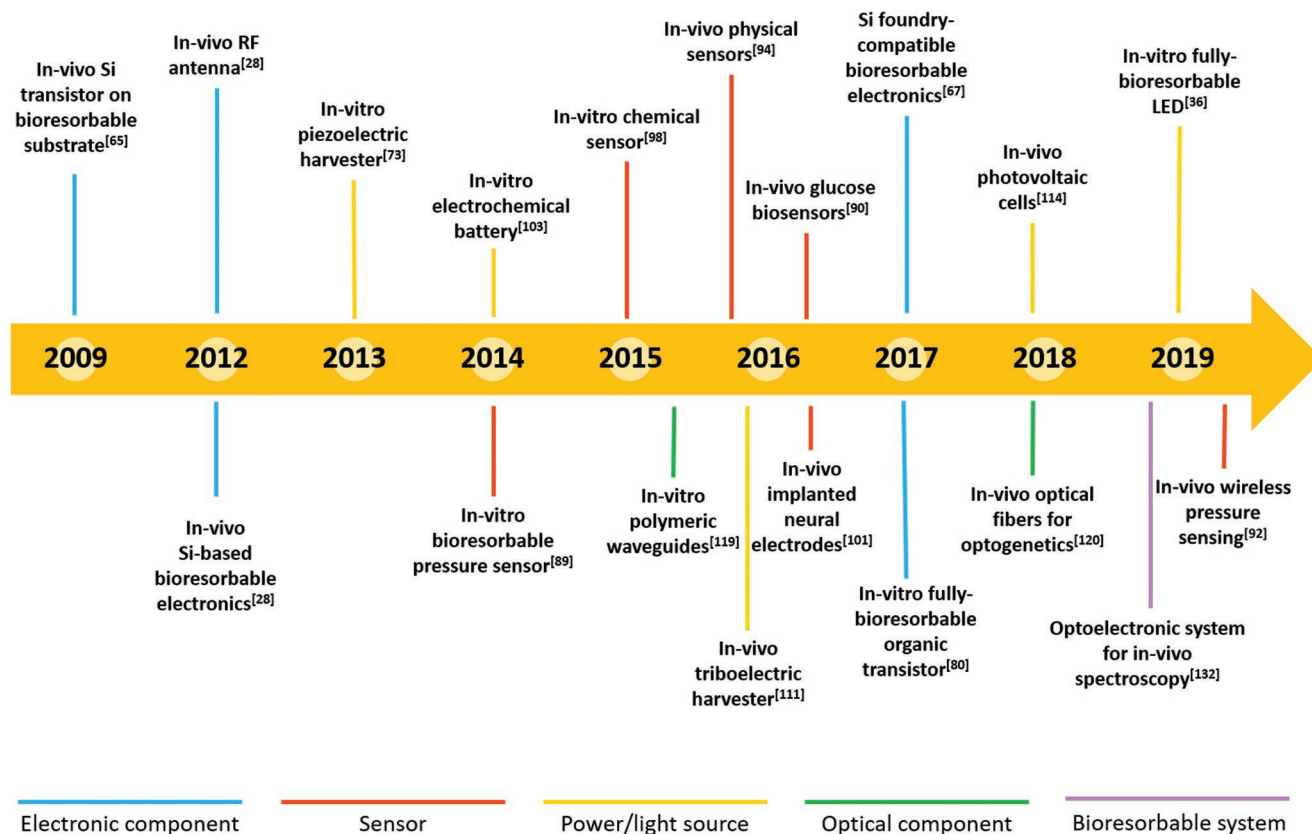 In-vivo Si
transistor on
bioresorbable
substrate[65]
In-vivo RF
antenna[28]
In-vitro
piezoelectric
harvester[73]
In-vitro
electrochemical
battery[103]
In-vitro chemical
sensor[98]
In-vivo physical
sensors[94]
In-vivo glucose
biosensors[90]
Si foundry-
compatible
bioresorbable
electronics[67]
In-vivo
photovoltaic
cells[114]
In-vitro fully-
bioresorbable
LED[36]
2009 2012 2013 2014 2015 2016 2017 2018 2019
In-vivo
Si-based
bioresorbable
electronics[28]
In-vitro
bioresorbable
pressure sensor[89]
In-vitro
polymeric
waveguides[119]
In-vivo
triboelectric
harvester[111]
In-vivo
implanted
neural
electrodes[101]
In-vitro fully-
bioresorbable
organic
transistor[80]
In-vivo optical
fibers for
optogenetics[120]
Optoelectronic system
for in-vivo
spectroscopy[132]
In-vivo wireless
pressure
sensing[92]
Electronic component Sensor Power/light source Optical component Bioresorbable system